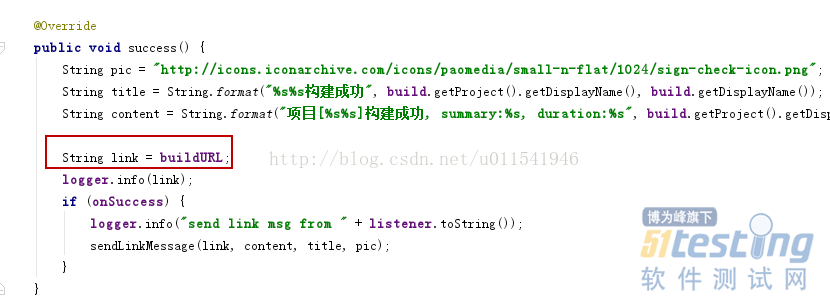 @Override
public void success() {
String pic = "http://icons.iconarchive.com/icons/paomedia/small-n-flat/1024/sign-check-icon.png";
String title = String.format("%s%s构建成功", build.getProject().getDisplayName(), build.getDisplayName());
String content = String.format("项目[%s%s]构建成功, summary:%s, duration:%s", build.getProject().getDisp
String link = buildURL;
http://blog.csdn.net/u011541946
logger.info(link);
if (onSuccess) {
logger.info("send link msg from " + listener.toString());
sendLinkMessage(link, content, title, pic);
}
}
博为峰旗下
51testing
软件测试网